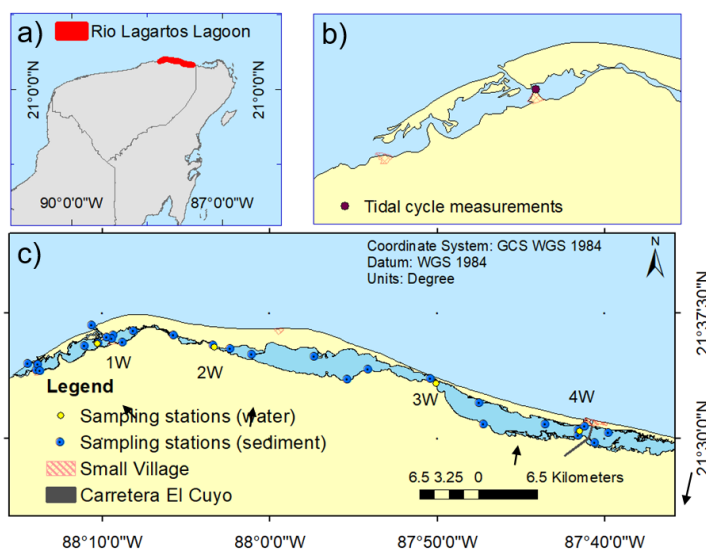 a)
Rio Lagartos Lagoon
21°0'0"N
21°0'0"N
90°0'0"W
87°0'0"W
b)
Tidal cycle measurements
c)
Coordinate System: GCS WGS 1984
Datum: WGS 1984
Units: Degree
N
21°37'30"N
21°30'0"N
1W
2W
3W
4W
Legend
Sampling stations (water)
Sampling stations (sediment)
Small Village
Carretera El Cuyo
6.5 3.25 0 6.5 Kilometers
88°10'0"W 88°0'0"W 87°50'0"W 87°40'0"W